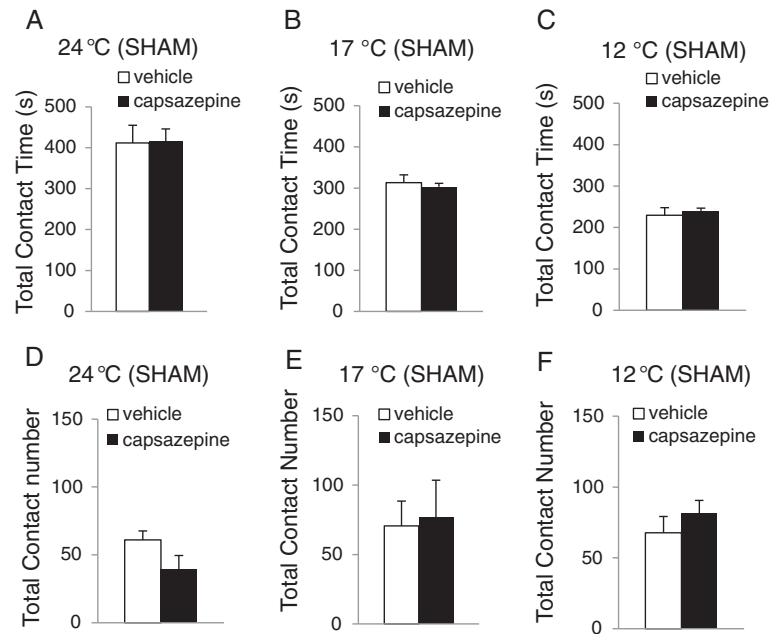 A
24 °C (SHAM)
vehicle
capsazepine
Total Contact Time (s)
500
400
300
200
100
0
B
17 °C (SHAM)
vehicle
capsazepine
Total Contact Time (s)
500
400
300
200
100
0
C
12 °C (SHAM)
vehicle
capsazepine
Total Contact Time (s)
500
400
300
200
100
0
D
24 °C (SHAM)
vehicle
capsazepine
Total Contact number
150
100
50
0
E
17 °C (SHAM)
vehicle
capsazepine
Total Contact Number
150
100
50
0
F
12 °C (SHAM)
vehicle
capsazepine
Total Contact Number
150
100
50
0